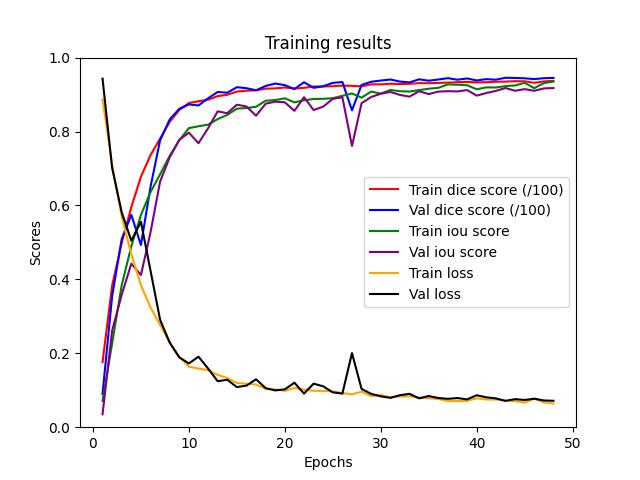 Training results
1.0
0.8
0.6
0.4
0.2
0.0
Scores
Train dice score (/100)
Val dice score (/100)
Train iou score
Val iou score
Train loss
Val loss
0 10 20 30 40 50
Epochs